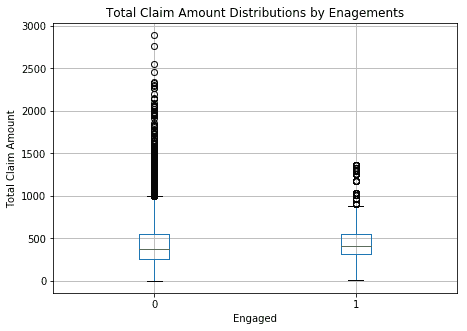 Total Claim Amount Distributions by Enagements
3000
2500
2000
1500
1000
500
0
Total Claim Amount
0 1
Engaged